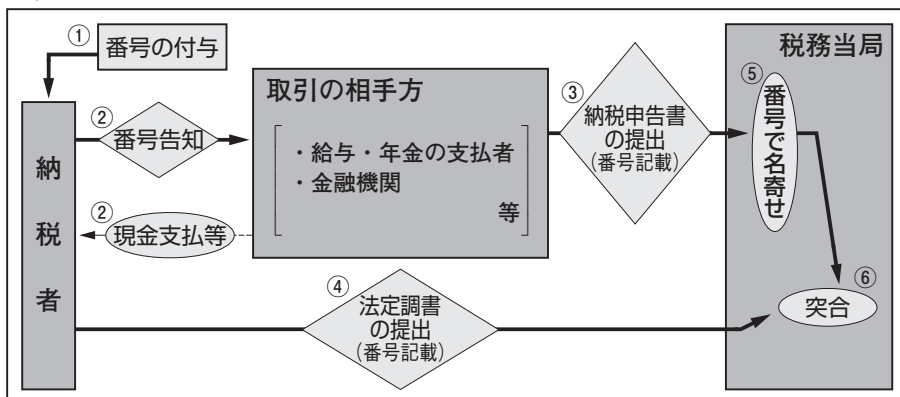 ① 番号の付与
納税者
② 番号告知
② 現金支払等
取引の相手方
・給与・年金の支払者
・金融機関
等
③ 納税申告書
の提出
(番号記載)
④ 法定調書
の提出
(番号記載)
税務当局
⑤ 番号で名寄せ
⑥ 突合